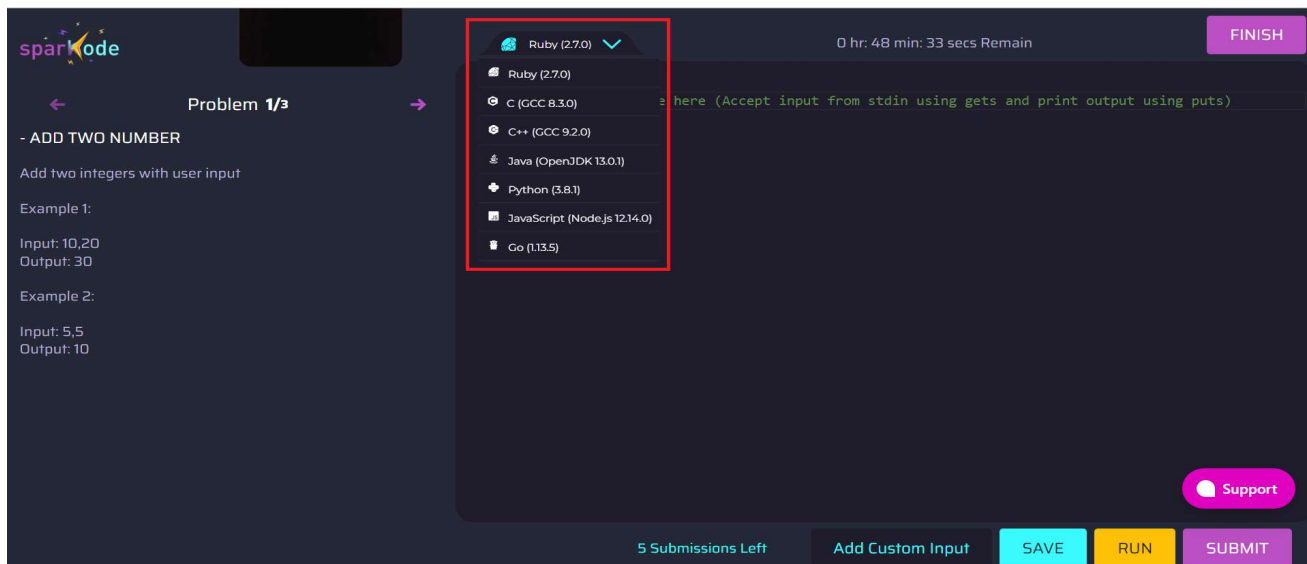 sparkode
Problem 1/3
- ADD TWO NUMBER
Add two integers with user input
Example 1:
Input: 10,20
Output: 30
Example 2:
Input: 5,5
Output: 10
Ruby (2.7.0)
Ruby (2.7.0)
C (GCC 8.3.0)
C++ (GCC 9.2.0)
Java (OpenJDK 13.0.1)
Python (3.8.1)
JavaScript (Node.js 12.14.0)
Go (1.13.5)
0 hr: 48 min: 33 secs Remain
FINISH
here (Accept input from stdin using gets and print output using puts)
Support
5 Submissions Left
Add Custom Input
SAVE
RUN
SUBMIT